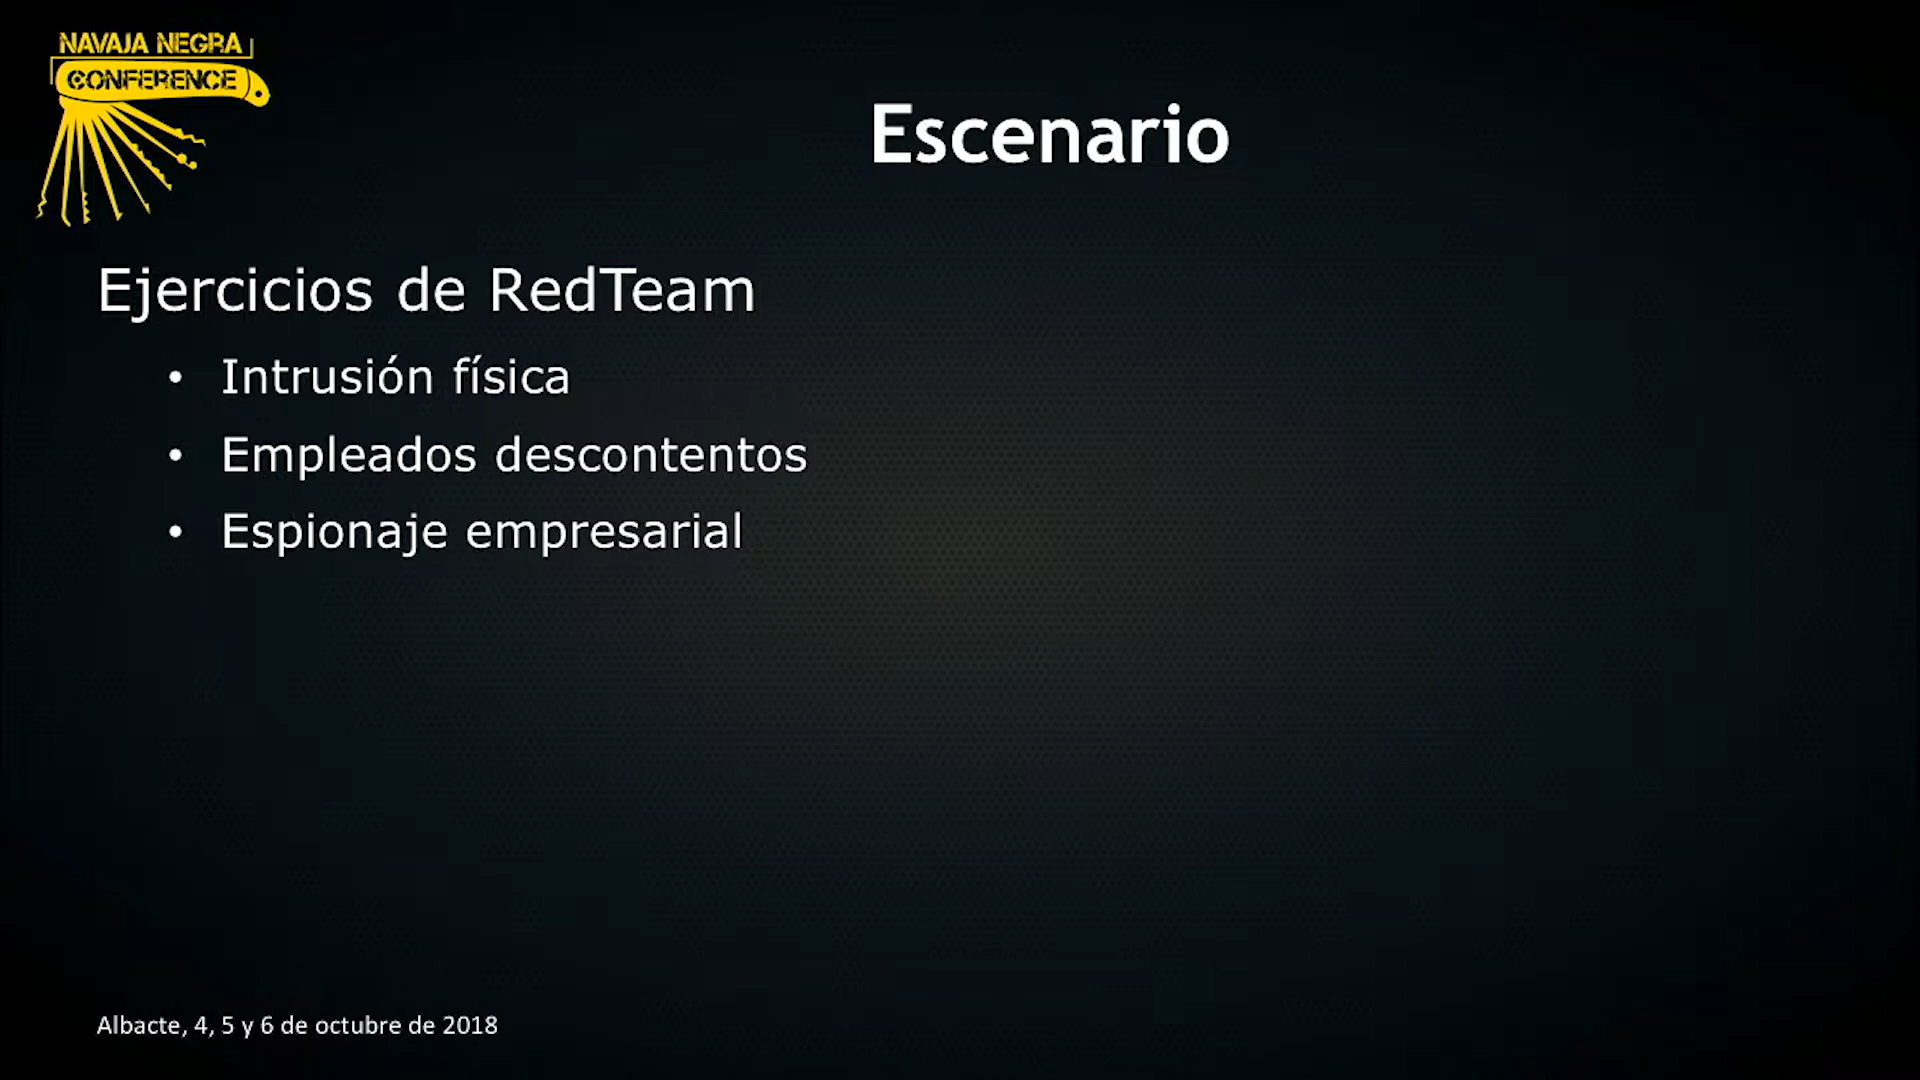 NAVAJA NEGRA
CONFERENCE
Escenario
Ejercicios de RedTeam
• Intrusión física
• Empleados descontentos
• Espionaje empresarial
Albacte, 4, 5 y 6 de octubre de 2018